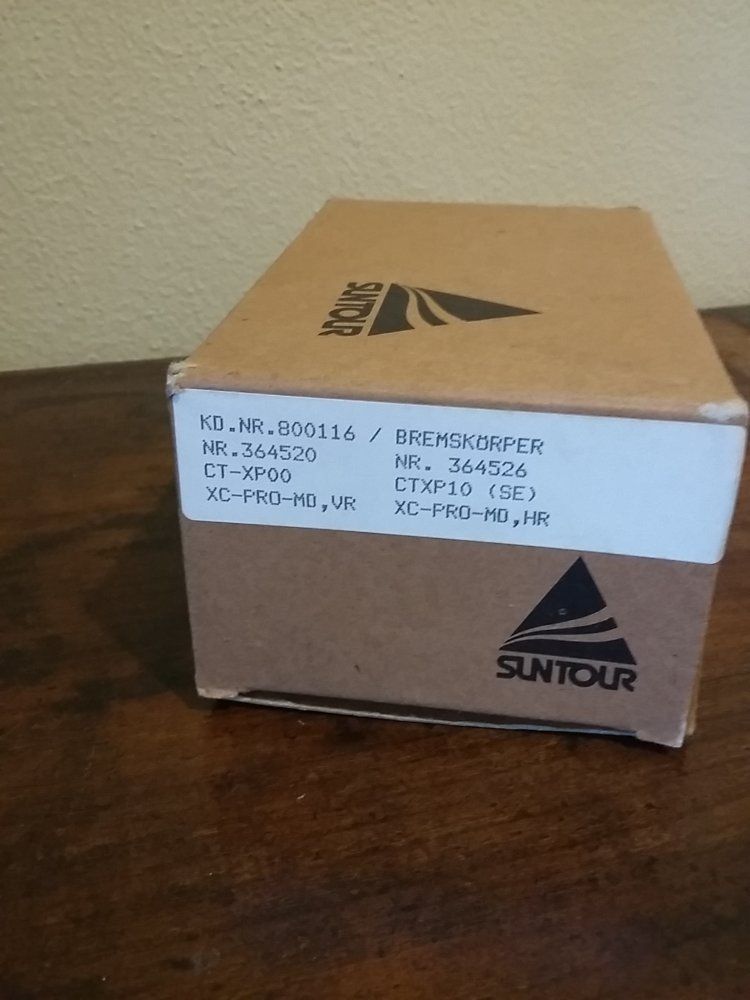 SUNTOUR
KD.NR.800116 / BREMSKÖRPER
NR.364520 NR. 364526
CT-XP00 CTXP10 (SE)
XC-PRO-MD,VR XC-PRO-MD,HR
SUNTOUR